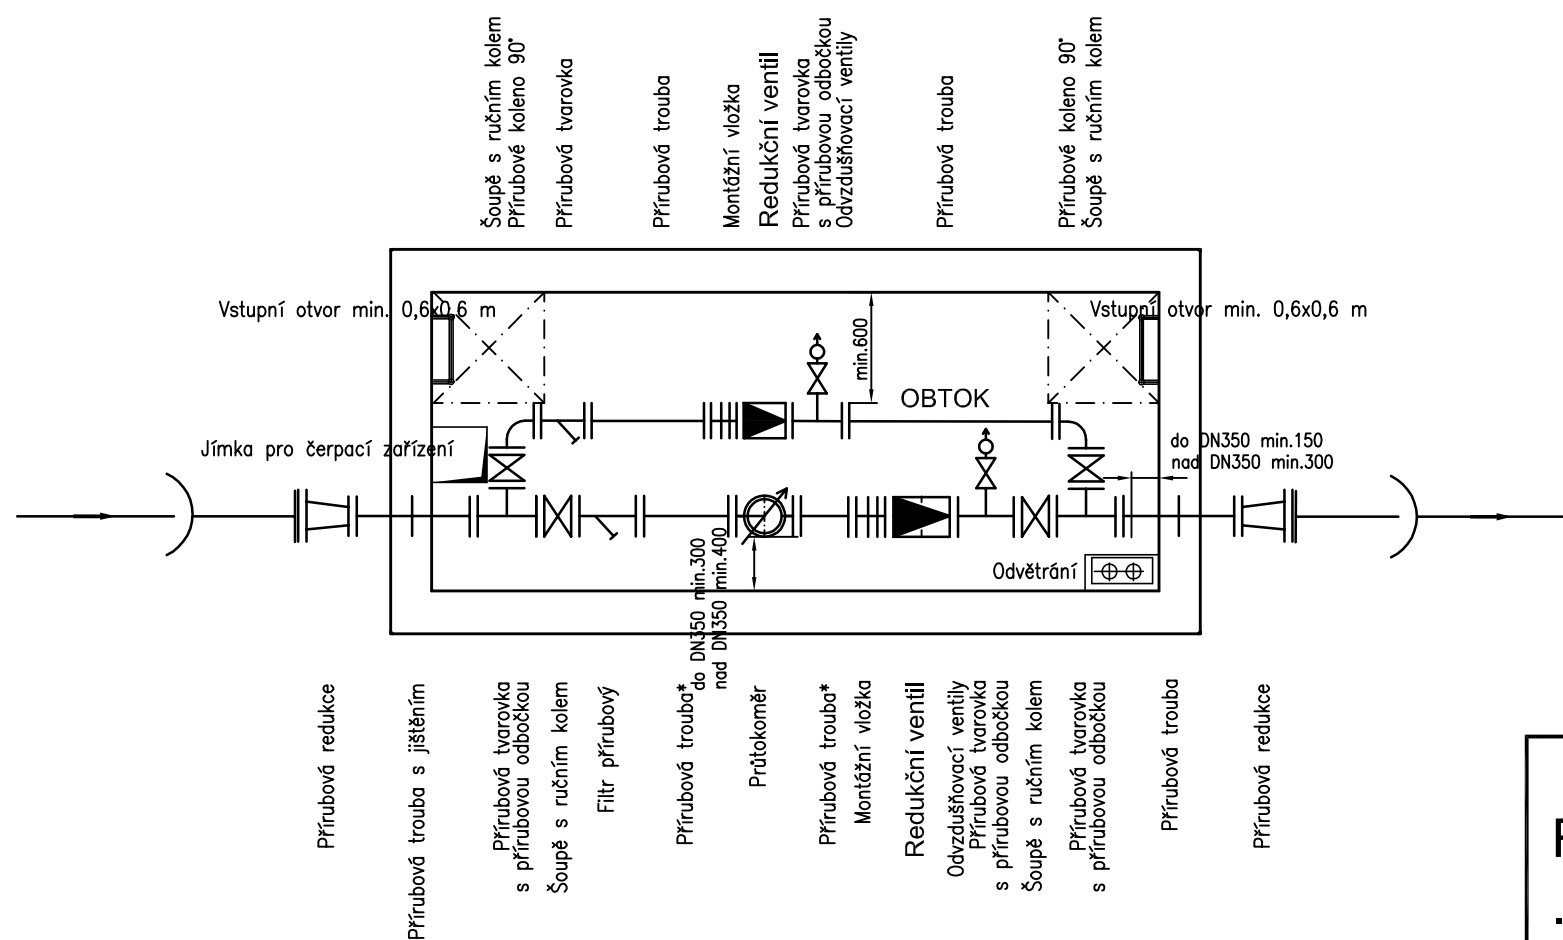 Šoupě s ručním kolem
Přírubové koleno 90°
Přírubová tvarovka
Přírubová trouba
Montážní vložka
Redukční ventil
Přírubová tvarovka
s přírubovou odbočkou
Odvzdušňovací ventily
Přírubová trouba
Přírubové koleno 90°
Šoupě s ručním kolem
Vstupní otvor min. 0,6x0,6 m
Vstupní otvor min. 0,6x0,6 m
min.600
OBTOK
Jímka pro čerpací zařízení
do DN350 min.150
nad DN350 min.300
Odvětrání
do DN350 min.300
nad DN350 min.400
Přírubová redukce
Přírubová trouba s jištěním
Přírubová tvarovka
s přírubovou odbočkou
Šoupě s ručním kolem
Filtr přírubový
Přírubová trouba*
Průtokoměr
Přírubová trouba*
Montážní vložka
Redukční ventil
Odvzdušňovací ventily
Přírubová tvarovka
s přírubovou odbočkou
Šoupě s ručním kolem
Přírubová tvarovka
s přírubovou odbočkou
Přírubová trouba
Přírubová redukce